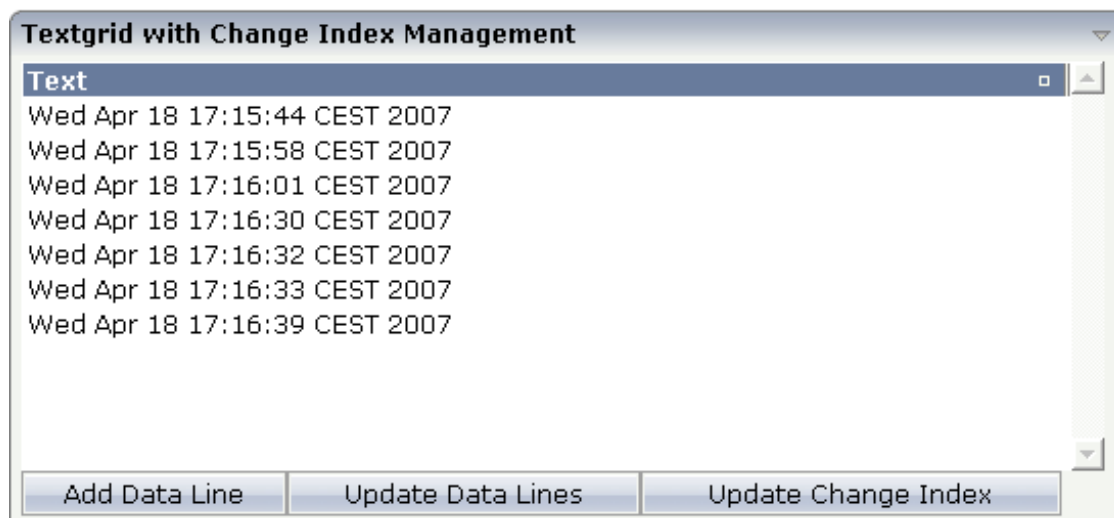 Textgrid with Change Index Management
Text
Wed Apr 18 17:15:44 CEST 2007
Wed Apr 18 17:15:58 CEST 2007
Wed Apr 18 17:16:01 CEST 2007
Wed Apr 18 17:16:30 CEST 2007
Wed Apr 18 17:16:32 CEST 2007
Wed Apr 18 17:16:33 CEST 2007
Wed Apr 18 17:16:39 CEST 2007
Add Data Line Update Data Lines Update Change Index